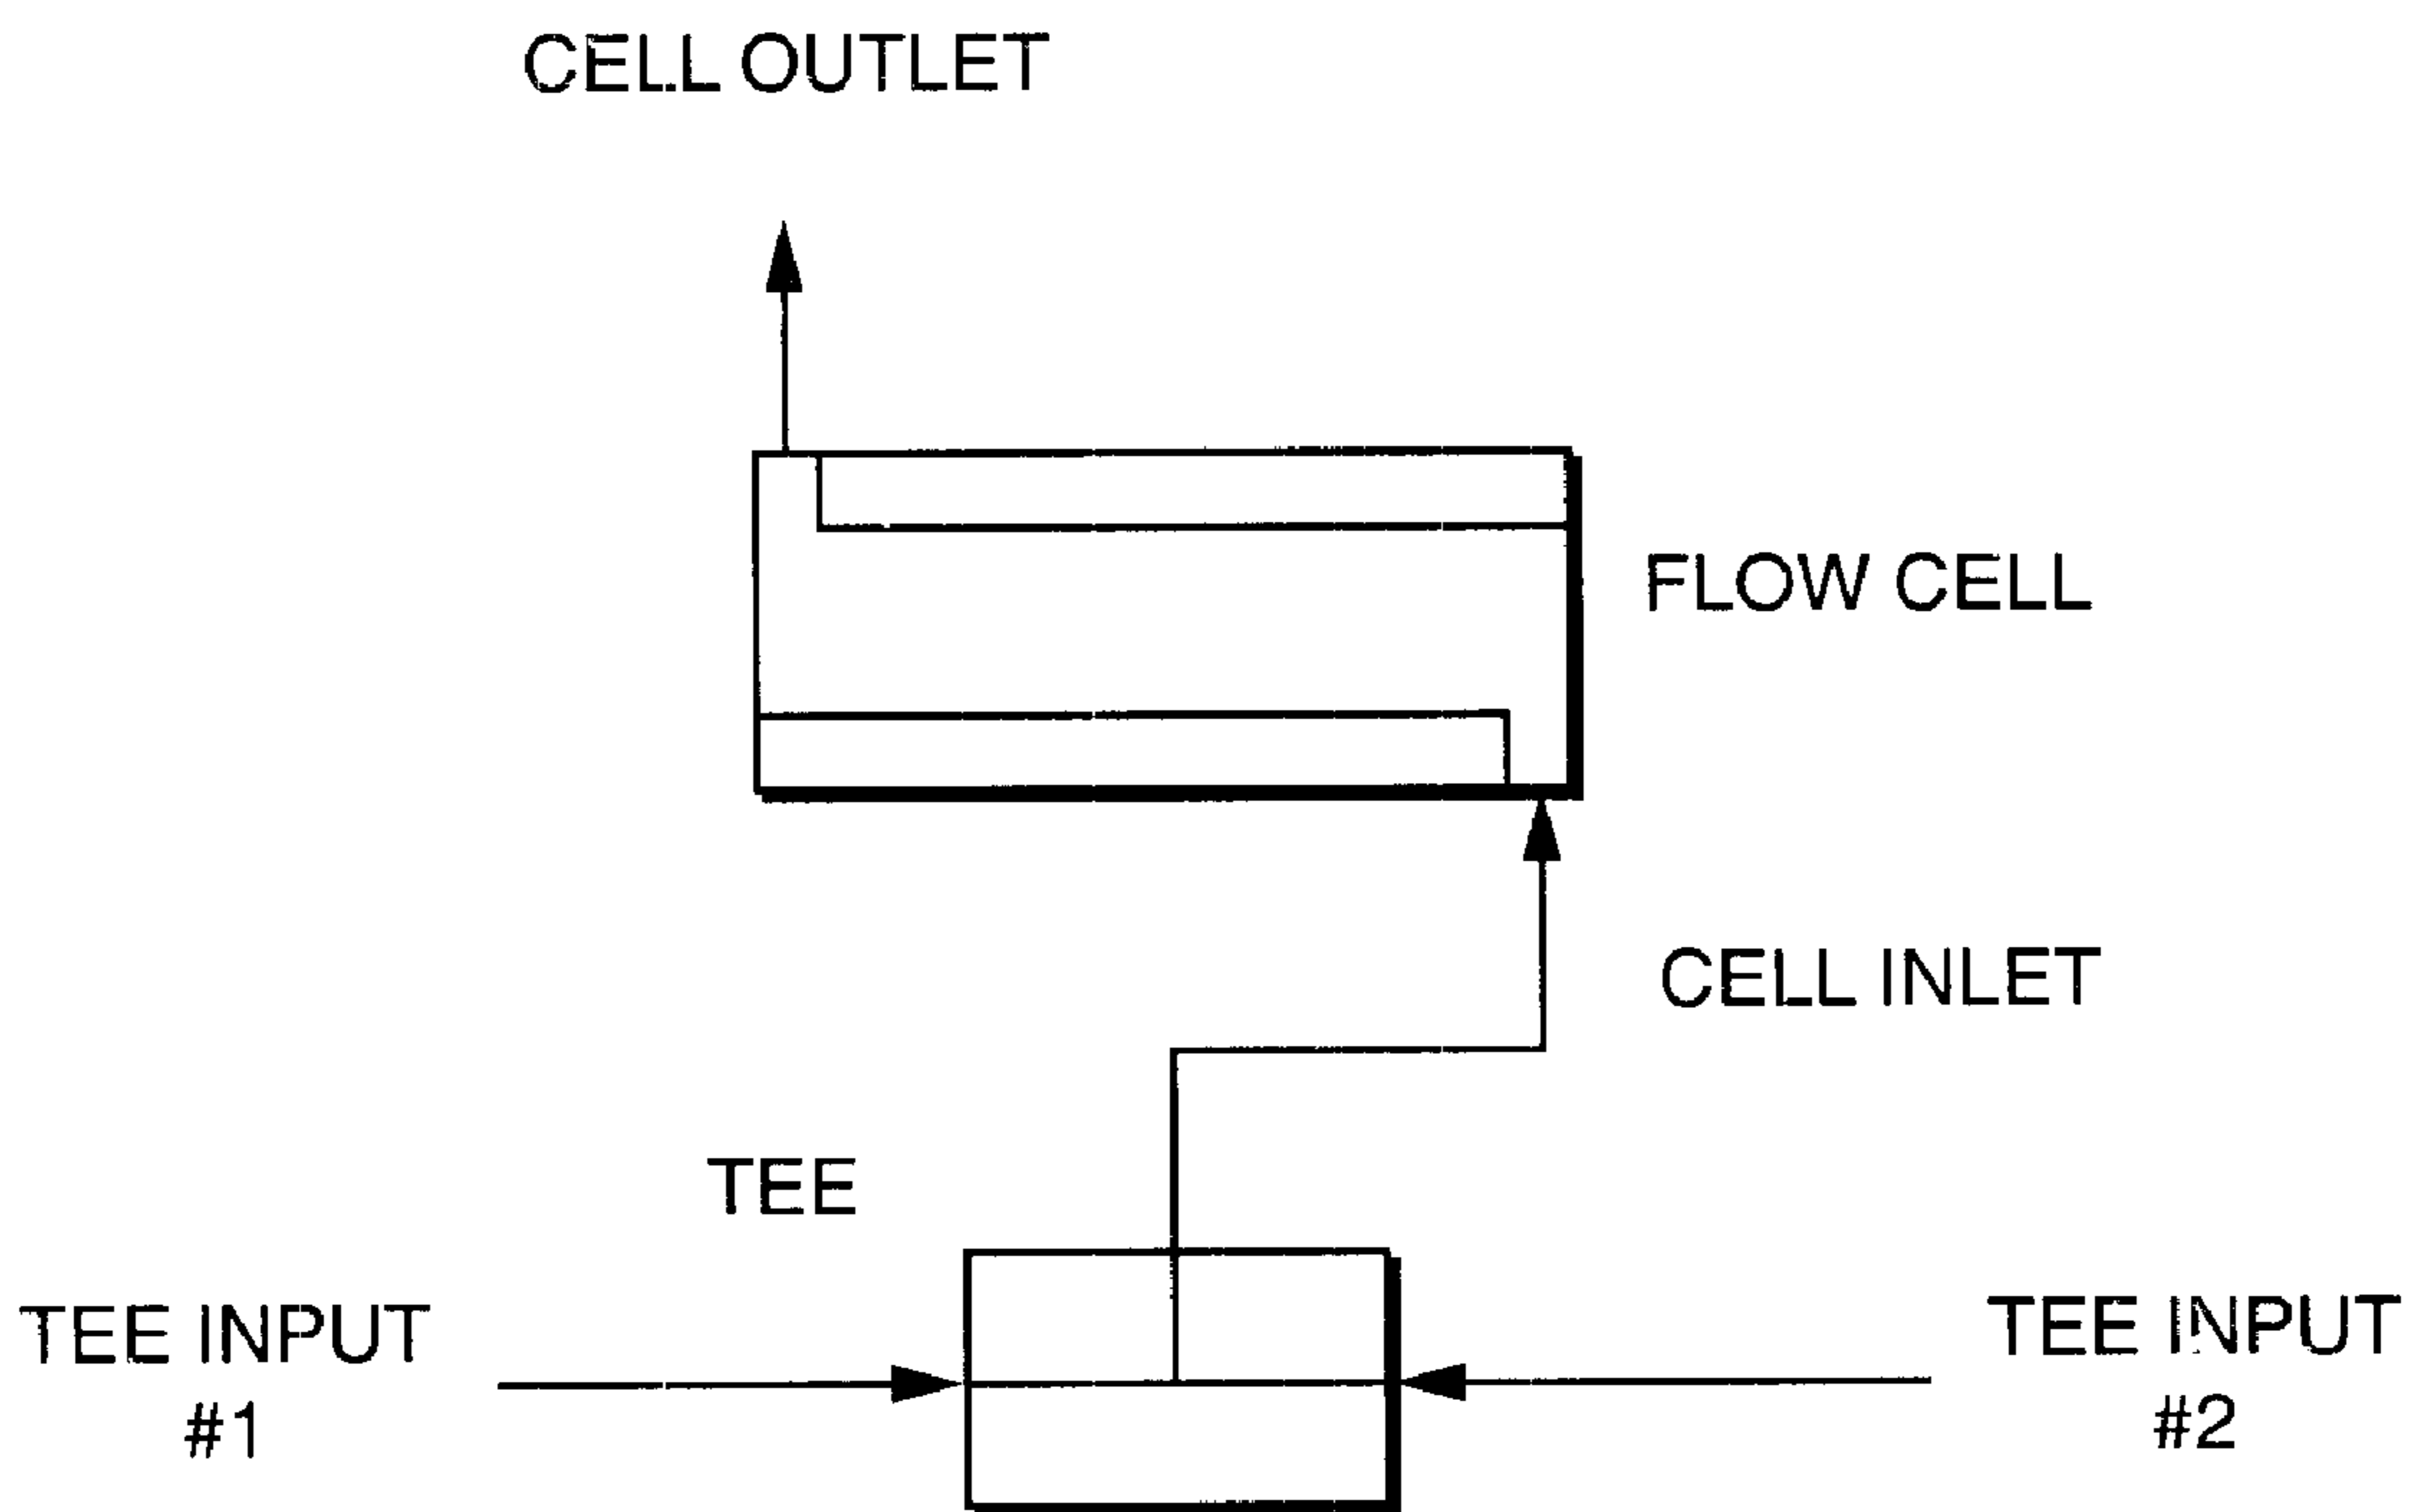 CELL OUTLET
FLOW CELL
CELL INLET
TEE
TEE INPUT
#1
TEE INPUT
#2